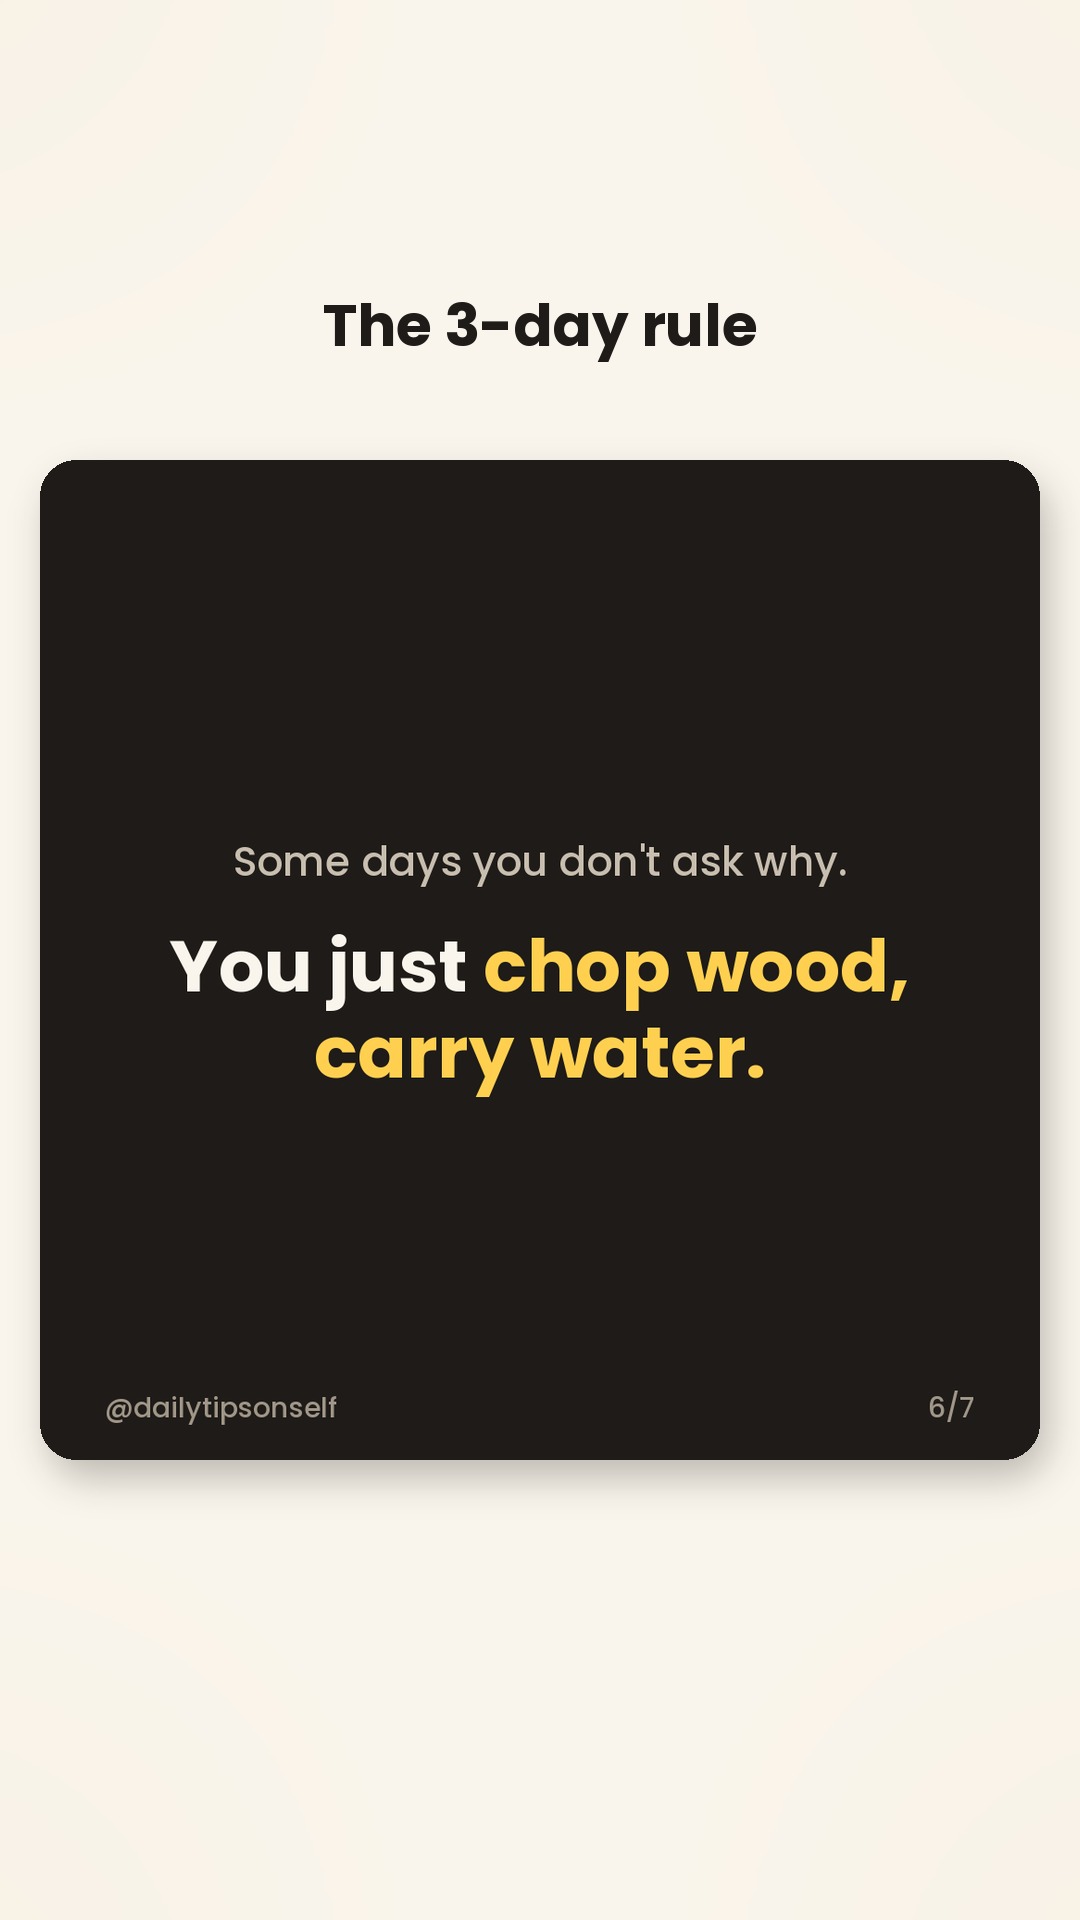 The 3-day rule
Some days you don't ask why.
You just chop wood,
carry water.
@dailytipsonself
6/7